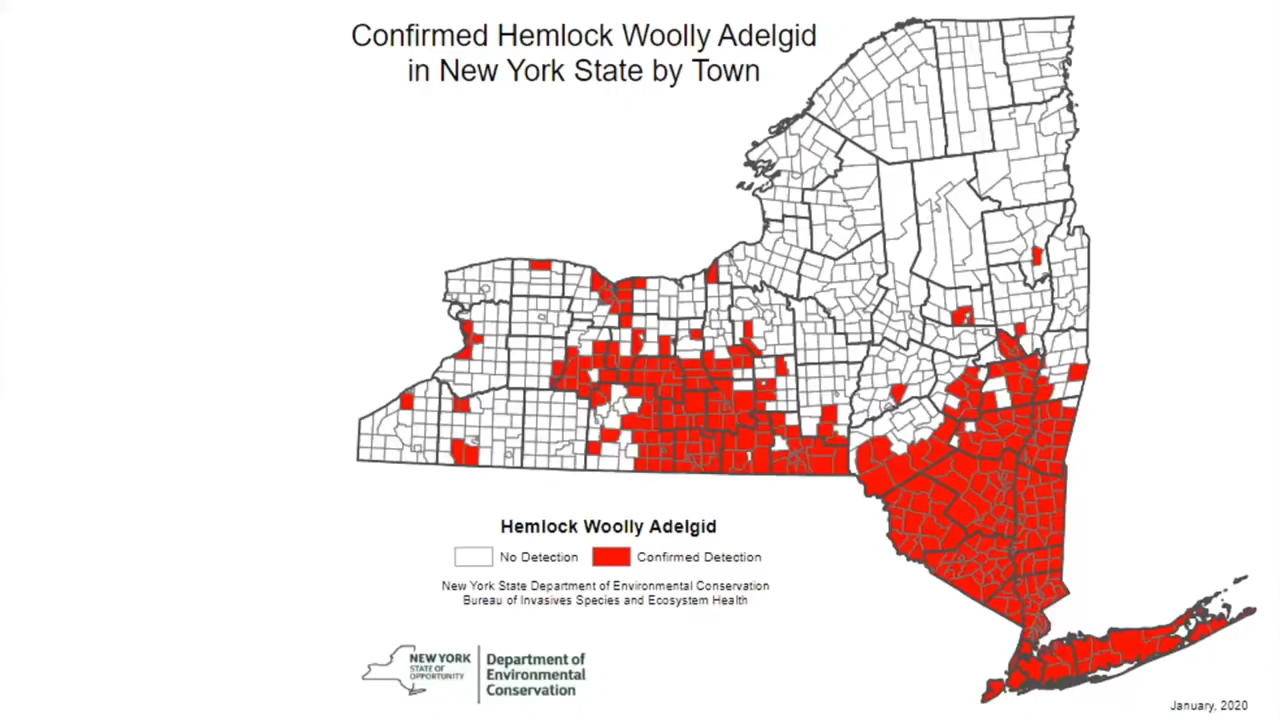 Confirmed Hemlock Woolly Adelgid
in New York State by Town
Hemlock Woolly Adelgid
No Detection
Confirmed Detection
New York State Department of Environmental Conservation
Bureau of Invasives Species and Ecosystem Health
NEW YORK
STATE OF
OPPORTUNITY
Department of
Environmental
Conservation
January, 2020